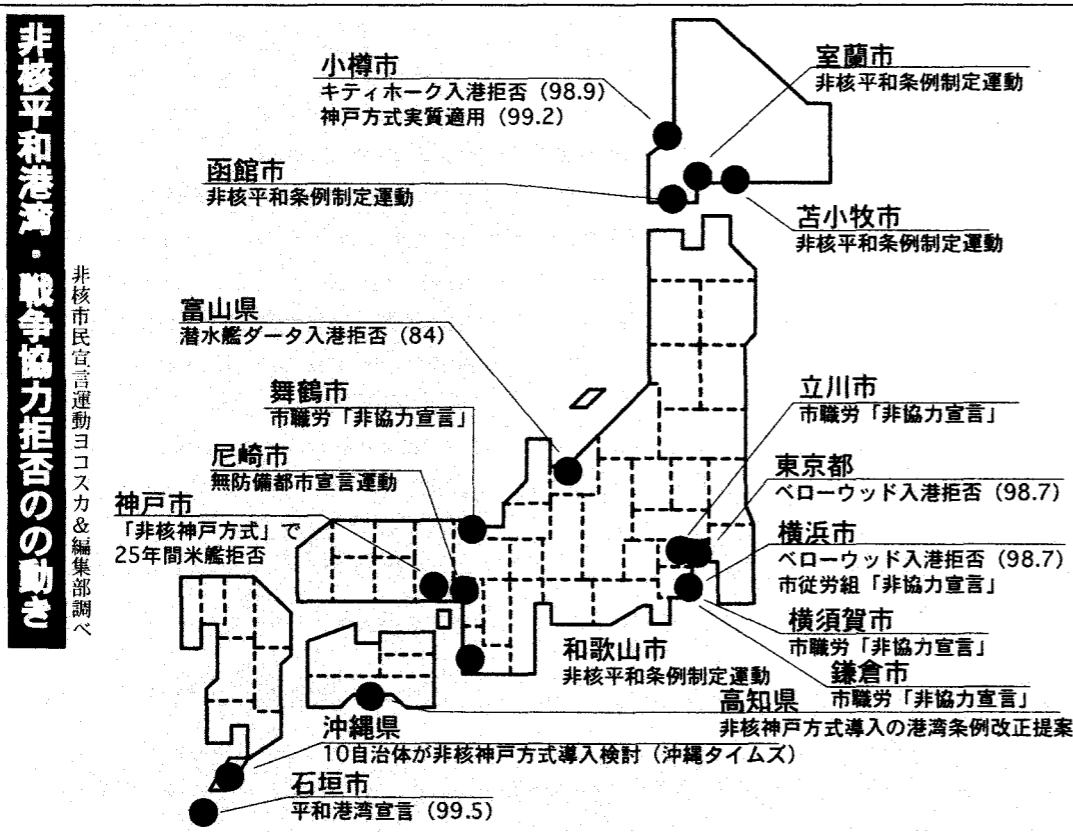 非核平和港湾・戦争協力拒否のの動き
非核市民宣言運動ヨコスカ&編集部調べ
小樽市
キティホーク入港拒否（98.9）
神戸方式実質適用（99.2）
室蘭市
非核平和条例制定運動
函館市
非核平和条例制定運動
苫小牧市
非核平和条例制定運動
富山県
潜水艦ダータ入港拒否（84）
舞鶴市
市職労「非協力宣言」
立川市
市職労「非協力宣言」
尼崎市
無防備都市宣言運動
東京都
ベローウッド入港拒否（98.7）
神戸市
「非核神戸方式」で
25年間米艦拒否
横浜市
ベローウッド入港拒否（98.7）
市従労組「非協力宣言」
横須賀市
市職労「非協力宣言」
和歌山市
非核平和条例制定運動
鎌倉市
市職労「非協力宣言」
高知県
非核神戸方式導入の港湾条例改正提案
沖縄県
10自治体が非核神戸方式導入検討（沖縄タイムズ）
石垣市
平和港湾宣言（99.5）